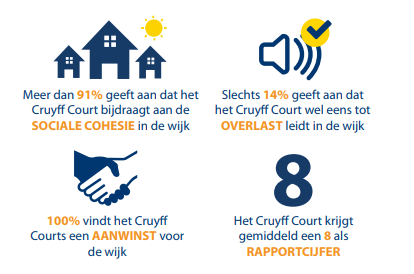 Meer dan 91% geeft aan dat het
Cruyff Court bijdraagt aan de
SOCIALE COHESIE in de wijk
Slechts 14% geeft aan dat
het Cruyff Court wel eens tot
OVERLAST leidt in de wijk
100% vindt het Cruyff
Courts een AANWINST voor
de wijk
8
Het Cruyff Court krijgt
gemiddeld een 8 als
RAPPORTCIJFER